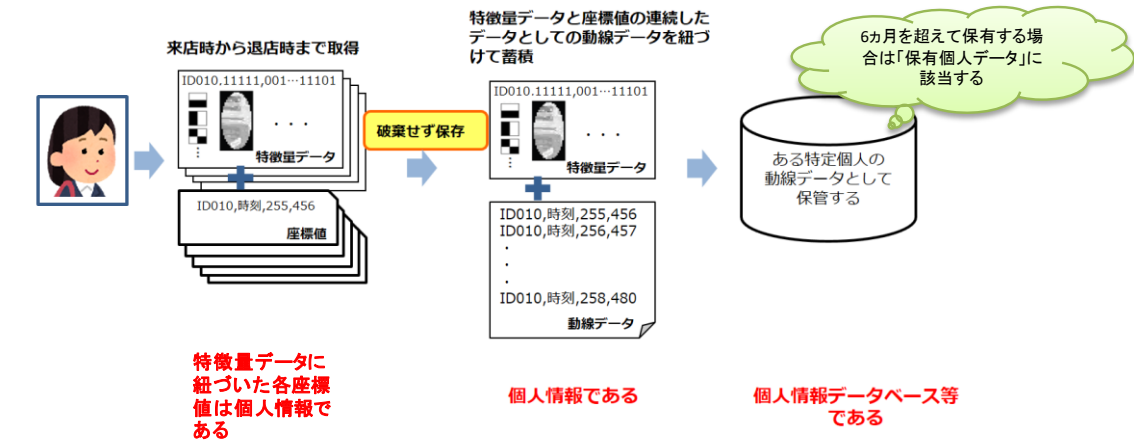 来店時から退店時まで取得
ID010.11111,001…11101
・・・
⋮
特徴量データ
ID010,時刻,255,456
座標値
特徴量データに
紐づいた各座標
値は個人情報で
ある
破棄せず保存
特徴量データと座標値の連続した
データとしての動線データを紐づ
けて蓄積
ID010.11111,001…11101
・・・
⋮
特徴量データ
ID010,時刻,255,456
ID010,時刻,256,457
・
・
・
ID010,時刻,258,480
動線データ
個人情報である
6ヵ月を超えて保有する場
合は「保有個人データ」に
該当する
ある特定個人の
動線データとして
保管する
個人情報データベース等
である